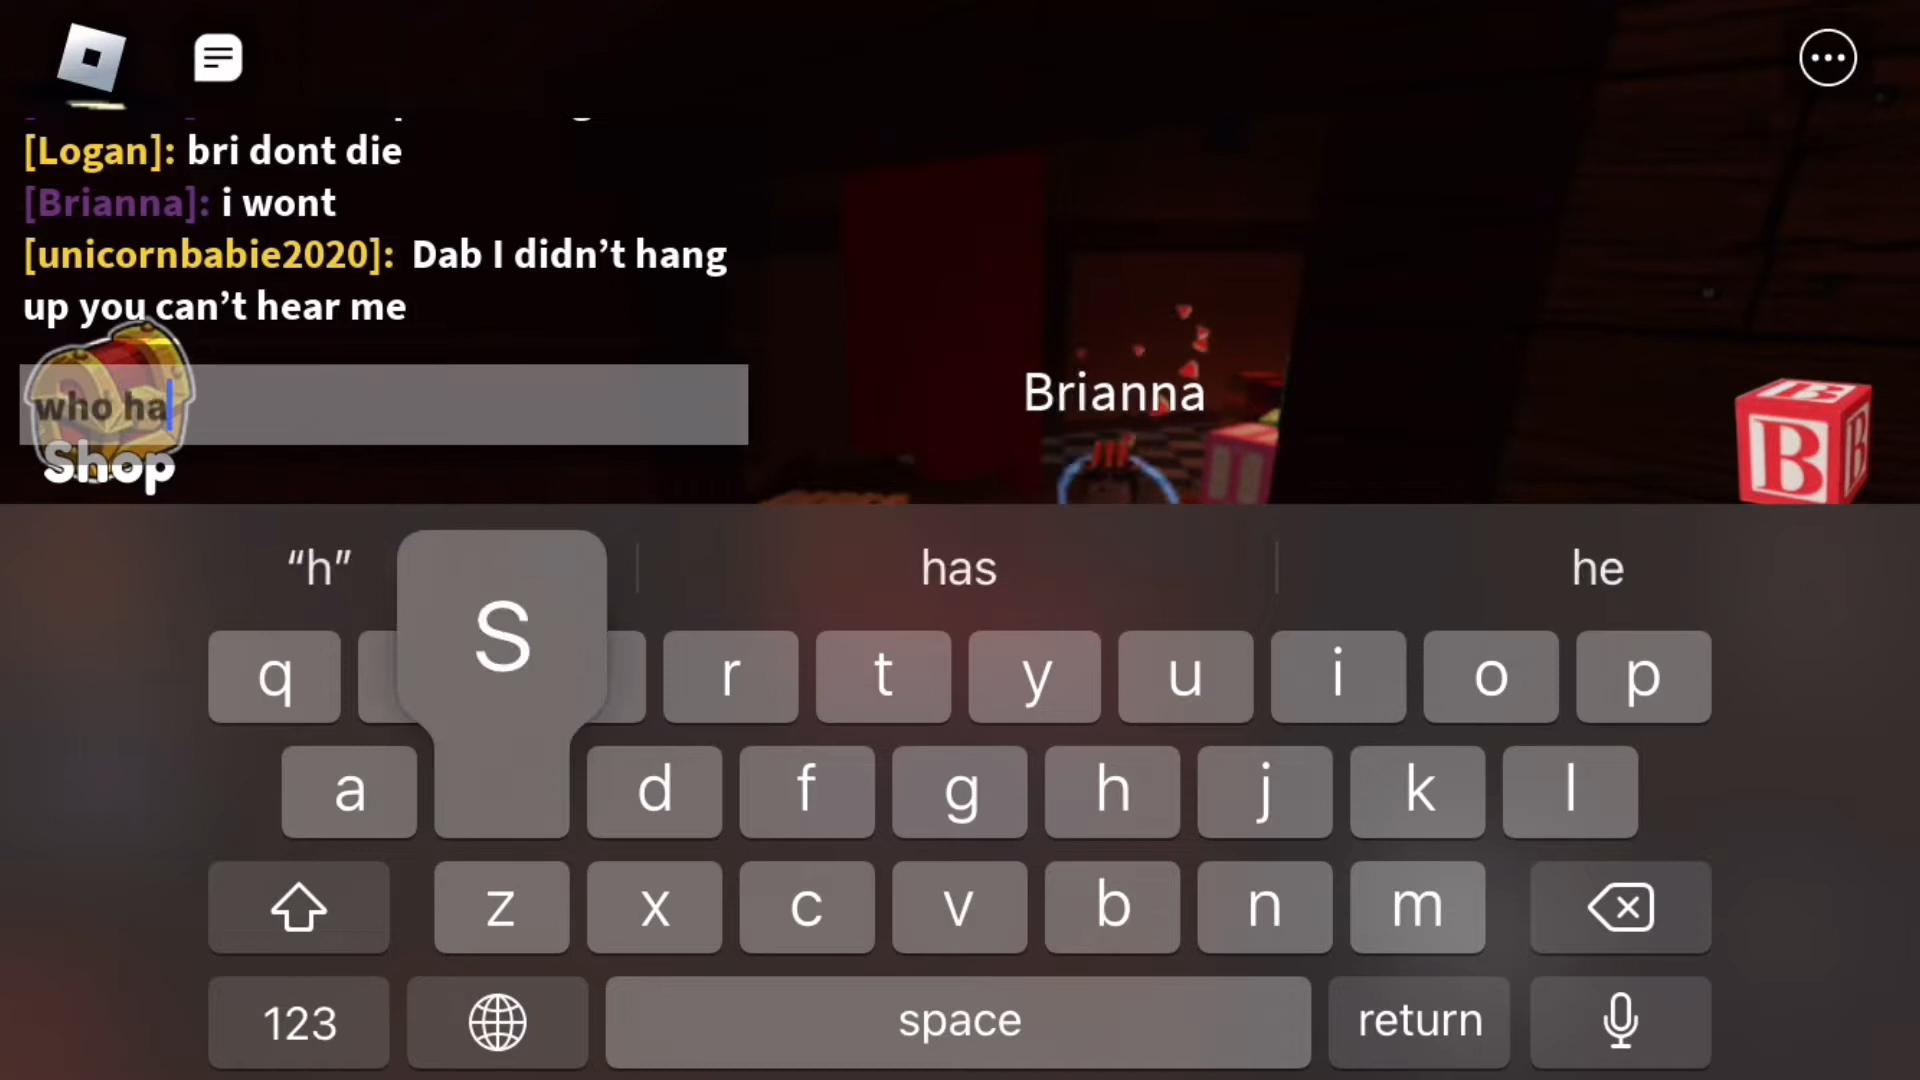 [Logan]: bri dont die
[Brianna]: i wont
[unicornbabie2020]: Dab I didn’t hang
up you can’t hear me
who ha
Shop
Brianna
B B
“h” has he
S
q r t y u i o p
a d f g h j k l
z x c v b n m
123 space return